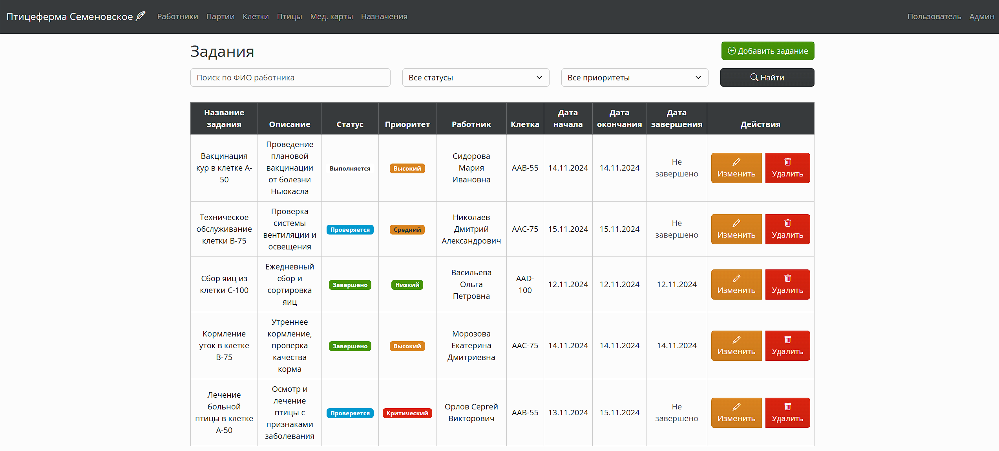 Птицеферма Семеновское Работники Партии Клетки Птицы Мед. карты Назначения Пользователь Админ
Задания
Добавить задание
Поиск по ФИО работника Все статусы Все приоритеты Найти
Название задания Описание Статус Приоритет Работник Клетка Дата начала Дата окончания Дата завершения Действия
Вакцинация кур в клетке А-50 Проведение плановой вакцинации от болезни Ньюкасла Выполняется Высокий Сидорова Мария Ивановна AAB-55 14.11.2024 14.11.2024 Не завершено Изменить Удалить
Техническое обслуживание клетки B-75 Проверка системы вентиляции и освещения Проверяется Средний Николаев Дмитрий Александрович AAC-75 15.11.2024 15.11.2024 Не завершено Изменить Удалить
Сбор яиц из клетки C-100 Ежедневный сбор и сортировка яиц Завершено Низкий Васильева Ольга Петровна AAD-100 12.11.2024 12.11.2024 12.11.2024 Изменить Удалить
Кормление уток в клетке B-75 Утреннее кормление, проверка качества корма Завершено Высокий Морозова Екатерина Дмитриевна AAC-75 14.11.2024 14.11.2024 14.11.2024 Изменить Удалить
Лечение больной птицы в клетке А-50 Осмотр и лечение птицы с признаками заболевания Проверяется Критический Орлов Сергей Викторович AAB-55 13.11.2024 15.11.2024 Не завершено Изменить Удалить